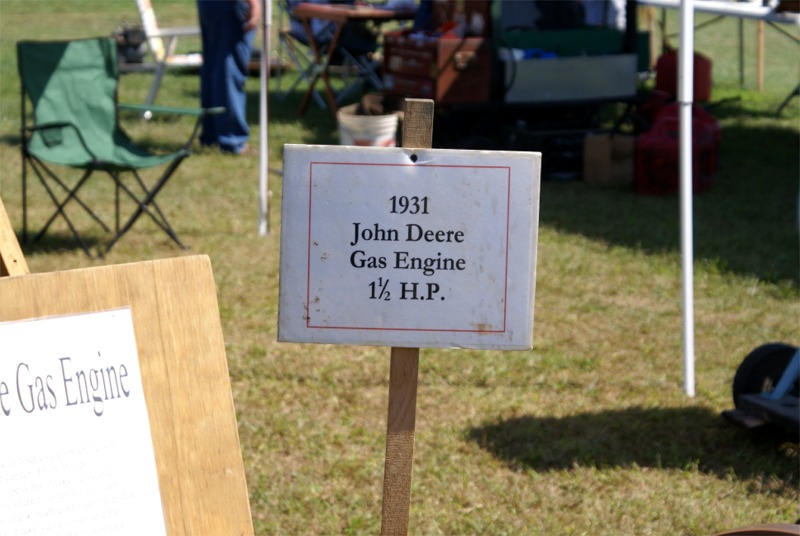 1931
John Deere
Gas Engine
1½ H.P.
Gas Engine